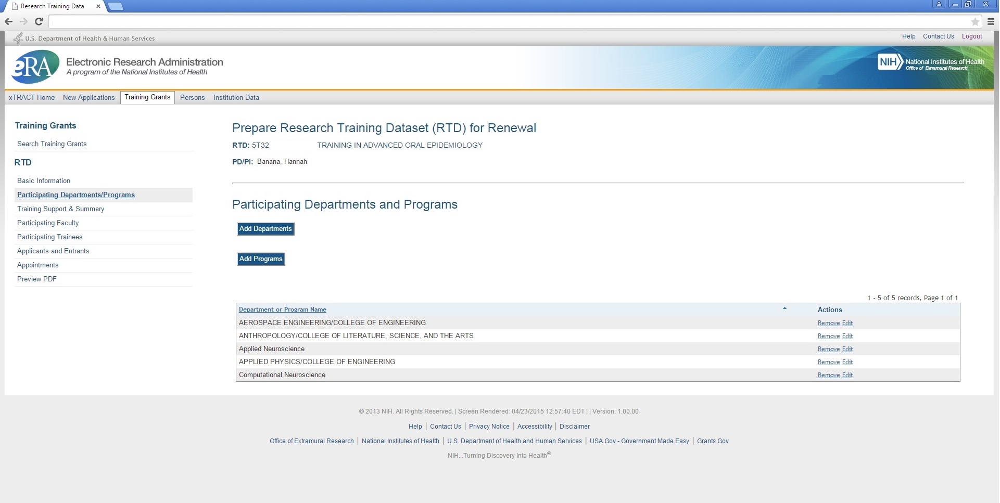 Research Training Data
U.S. Department of Health & Human Services
Help Contact Us Logout
eRA
Electronic Research Administration
A program of the National Institutes of Health
NIH National Institutes of Health
Office of Extramural Research
xTRACT Home New Applications Training Grants Persons Institution Data
Training Grants
Search Training Grants
RTD
Basic Information
Participating Departments/Programs
Training Support & Summary
Participating Faculty
Participating Trainees
Applicants and Entrants
Appointments
Preview PDF
Prepare Research Training Dataset (RTD) for Renewal
RTD: 5T32 TRAINING IN ADVANCED ORAL EPIDEMIOLOGY
PD/PI: Banana, Hannah
Participating Departments and Programs
Add Departments
Add Programs
1 - 5 of 5 records, Page 1 of 1
Department or Program Name Actions
AEROSPACE ENGINEERING/COLLEGE OF ENGINEERING Remove Edit
ANTHROPOLOGY/COLLEGE OF LITERATURE, SCIENCE, AND THE ARTS Remove Edit
Applied Neuroscience Remove Edit
APPLIED PHYSICS/COLLEGE OF ENGINEERING Remove Edit
Computational Neuroscience Remove Edit
© 2013 NIH. All Rights Reserved. | Screen Rendered: 04/23/2015 12:57:40 EDT | | Version: 1.00.00
Help | Contact Us | Privacy Notice | Accessibility | Disclaimer
Office of Extramural Research | National Institutes of Health | U.S. Department of Health and Human Services | USA.Gov - Government Made Easy | Grants.Gov
NIH...Turning Discovery Into Health®